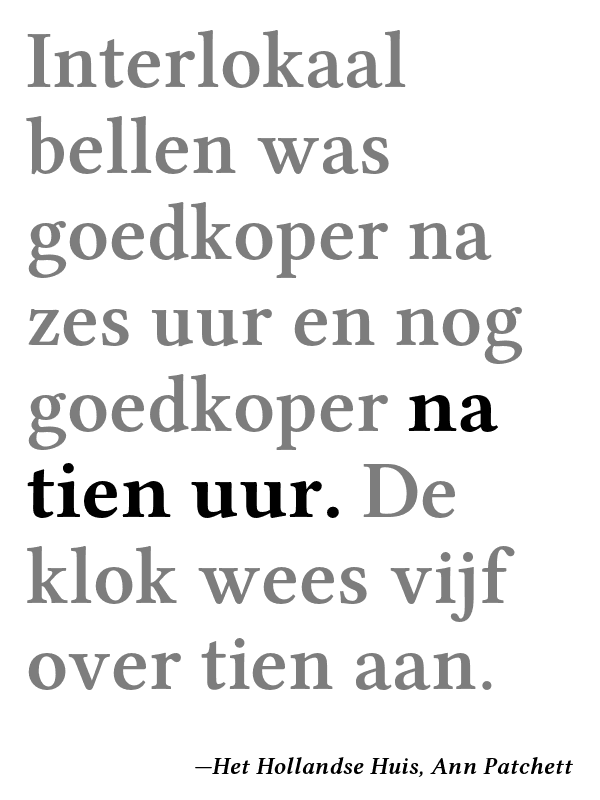 Interlokaal
bellen was
goedkoper na
zes uur en nog
goedkoper na
tien uur. De
klok wees vijf
over tien aan.
—Het Hollandse Huis, Ann Patchett